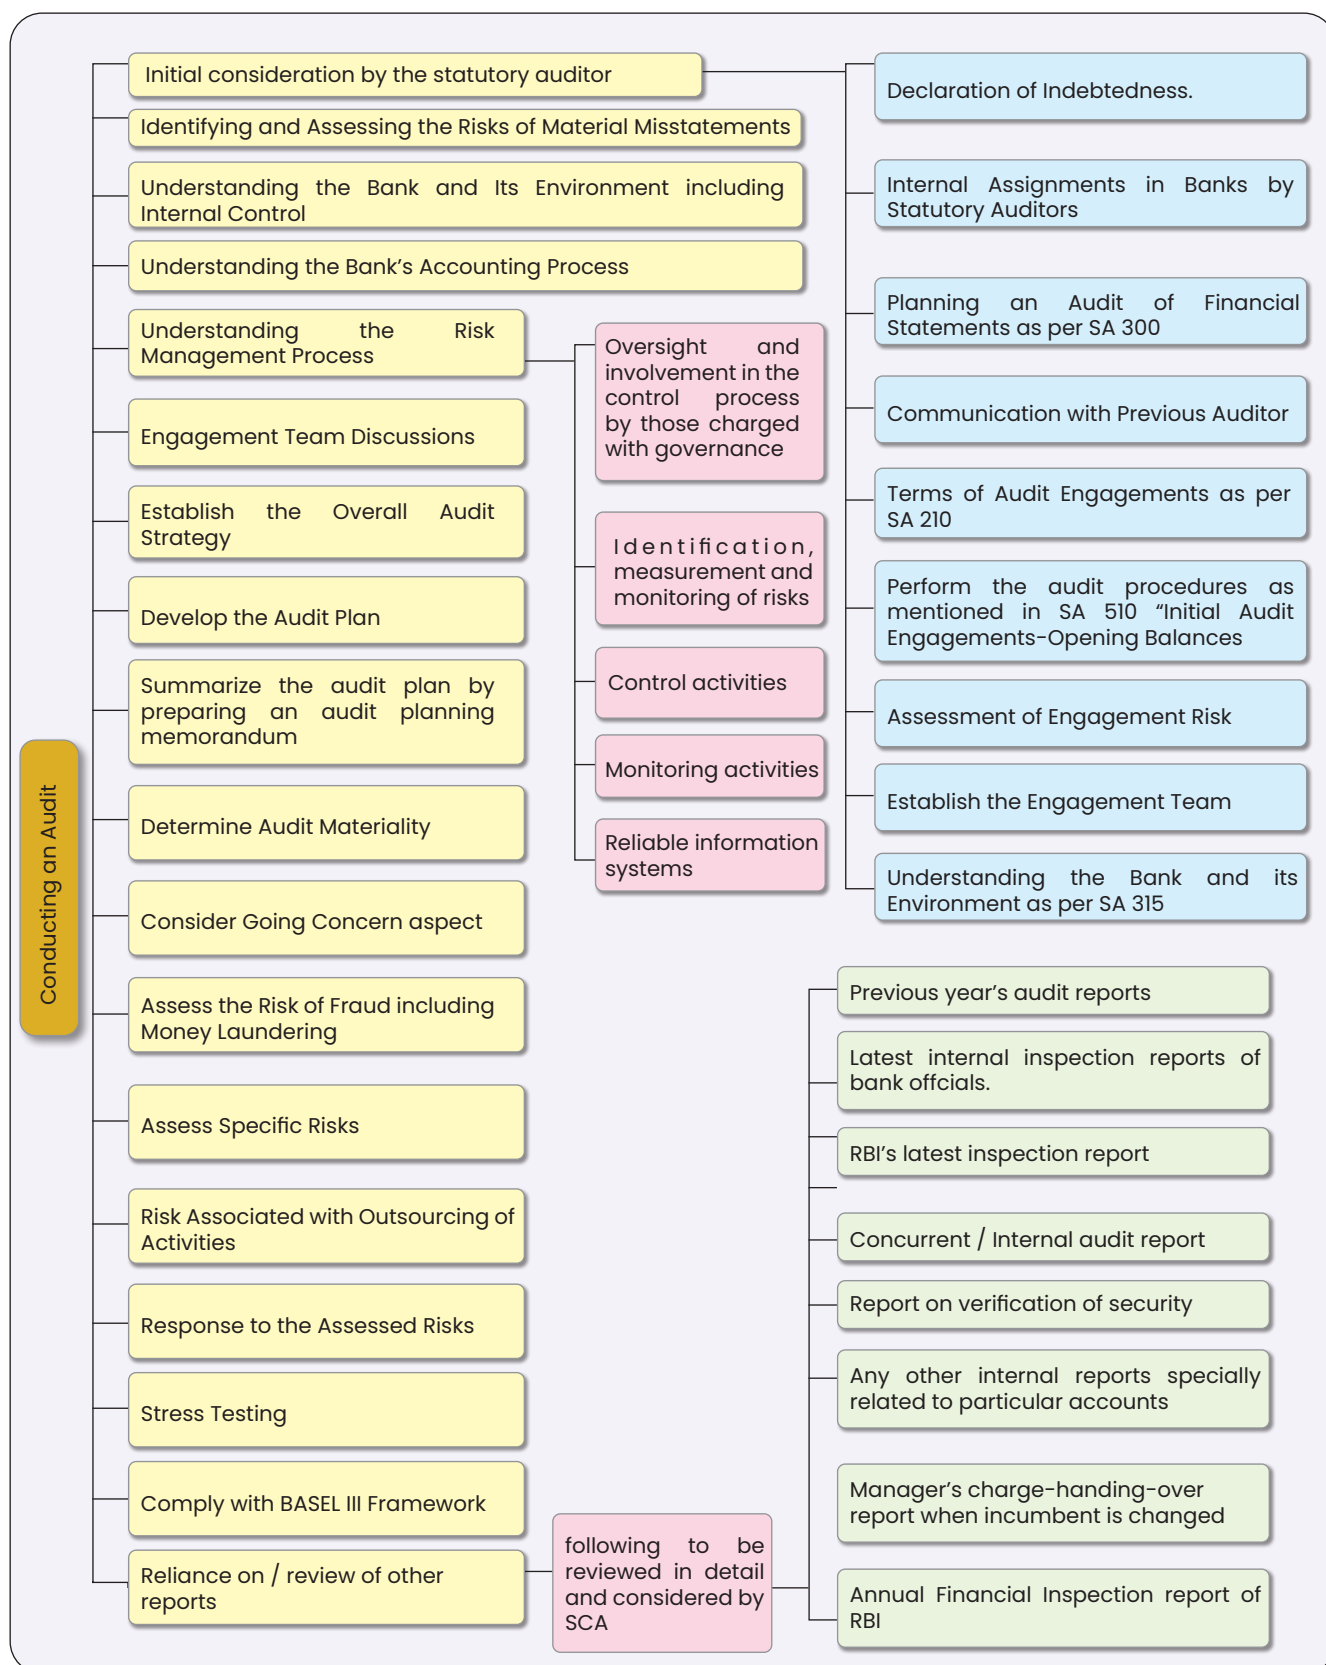 Conducting an Audit
Initial consideration by the statutory auditor
Identifying and Assessing the Risks of Material Misstatements
Understanding the Bank and Its Environment including
Internal Control
Understanding the Bank's Accounting Process
Understanding the Risk
Management Process
Engagement Team Discussions
Establish the Overall Audit
Strategy
Develop the Audit Plan
Summarize the audit plan by
preparing an audit planning
memorandum
Determine Audit Materiality
Consider Going Concern aspect
Assess the Risk of Fraud including
Money Laundering
Assess Specific Risks
Risk Associated with Outsourcing of
Activities
Response to the Assessed Risks
Stress Testing
Comply with BASEL III Framework
Reliance on / review of other
reports
Oversight and
involvement in the
control process
by those charged
with governance
Identification,
measurement and
monitoring of risks
Control activities
Monitoring activities
Reliable information
systems
Declaration of Indebtedness.
Internal Assignments in Banks by
Statutory Auditors
Planning an Audit of Financial
Statements as per SA 300
Communication with Previous Auditor
Terms of Audit Engagements as per
SA 210
Perform the audit procedures as
mentioned in SA 510 “Initial Audit
Engagements-Opening Balances
Assessment of Engagement Risk
Establish the Engagement Team
Understanding the Bank and its
Environment as per SA 315
following to be
reviewed in detail
and considered by
SCA
Previous year's audit reports
Latest internal inspection reports of
bank offcials.
RBI's latest inspection report
Concurrent / Internal audit report
Report on verification of security
Any other internal reports specially
related to particular accounts
Manager's charge-handing-over
report when incumbent is changed
Annual Financial Inspection report of
RBI